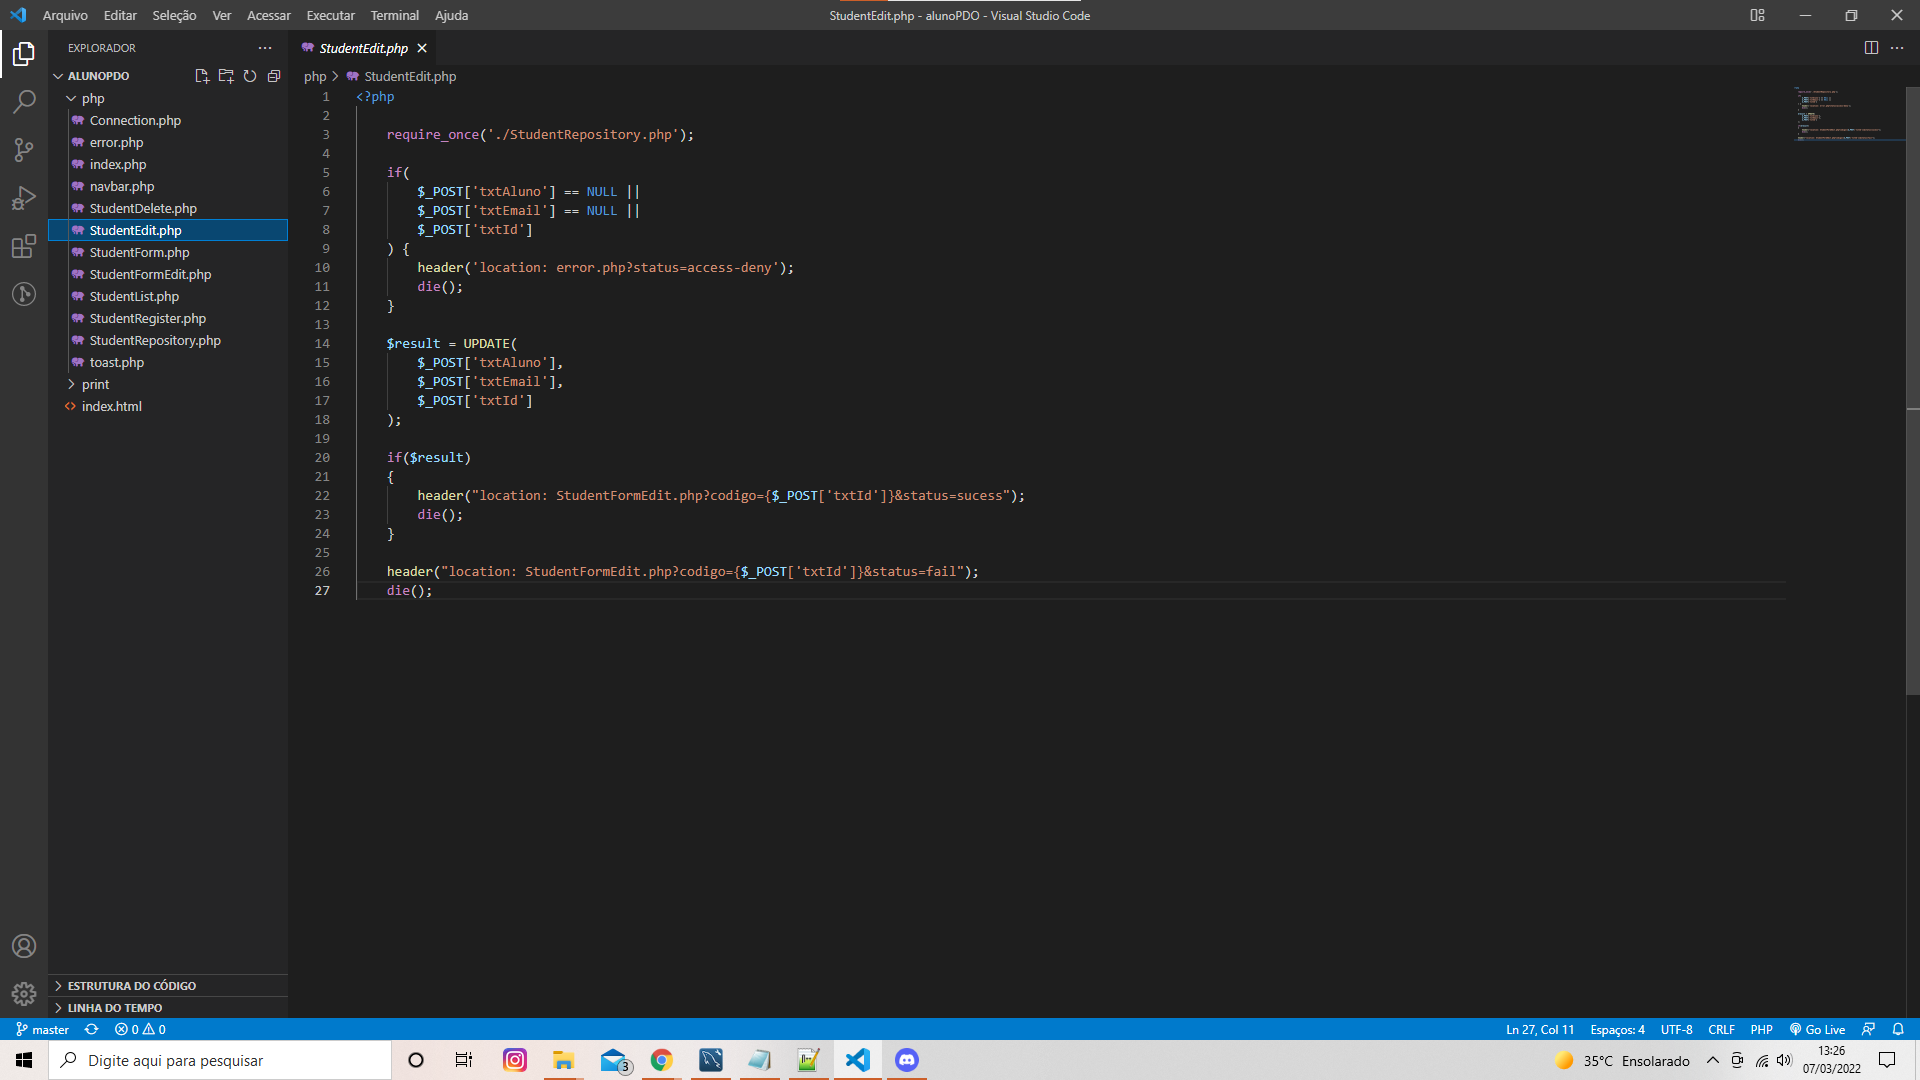 Arquivo Editar Seleção Ver Acessar Executar Terminal Ajuda
StudentEdit.php - alunoPDO - Visual Studio Code
EXPLORADOR
ALUNOPDO
php
Connection.php
error.php
index.php
navbar.php
StudentDelete.php
StudentEdit.php
StudentForm.php
StudentFormEdit.php
StudentList.php
StudentRegister.php
StudentRepository.php
toast.php
print
index.html
ESTRUTURA DO CÓDIGO
LINHA DO TEMPO
StudentEdit.php
php > StudentEdit.php
1 <?php
2
3 require_once('./StudentRepository.php');
4
5 if(
6 $_POST['txtAluno'] == NULL ||
7 $_POST['txtEmail'] == NULL ||
8 $_POST['txtId']
9 ) {
10 header('location: error.php?status=access-deny');
11 die();
12 }
13
14 $result = UPDATE(
15 $_POST['txtAluno'],
16 $_POST['txtEmail'],
17 $_POST['txtId']
18 );
19
20 if($result)
21 {
22 header("location: StudentFormEdit.php?codigo={$_POST['txtId']}&status=sucess");
23 die();
24 }
25
26 header("location: StudentFormEdit.php?codigo={$_POST['txtId']}&status=fail");
27 die();
master 0 0 Ln 27, Col 11 Espaços: 4 UTF-8 CRLF PHP Go Live
Digite aqui para pesquisar
3
35°C Ensolarado
13:26
07/03/2022